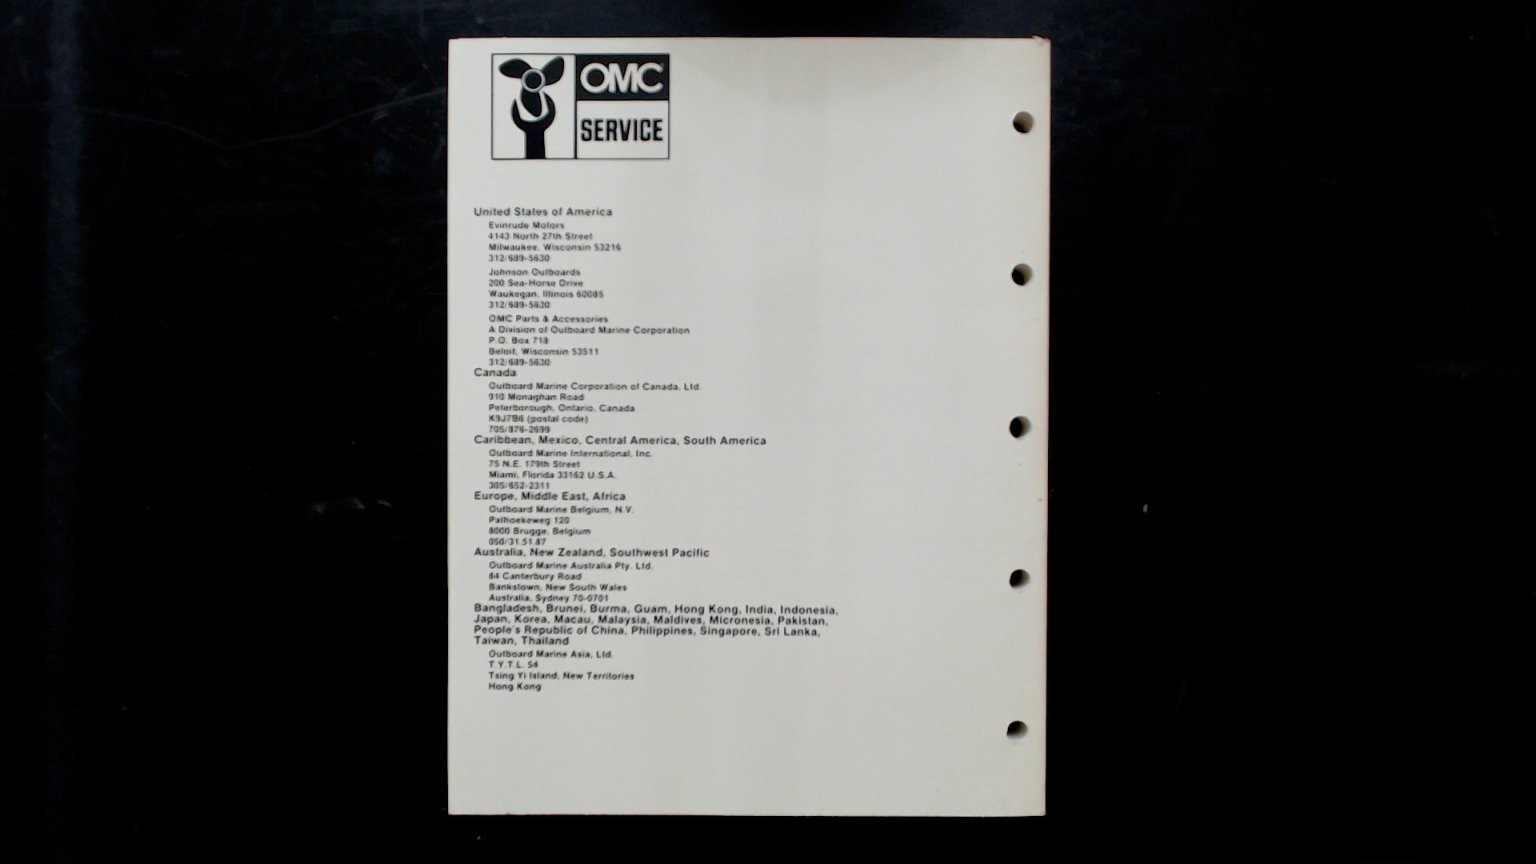 OMC
SERVICE
United States of America
Evinrude Motors
4143 North 27th Street
Milwaukee, Wisconsin 53216
312/689-5630
Johnson Outboards
200 Sea-Horse Drive
Waukegan, Illinois 60085
312/689-5630
OMC Parts & Accessories
A Division of Outboard Marine Corporation
P.O. Box 719
Beloit, Wisconsin 53511
312/689-5630
Canada
Outboard Marine Corporation of Canada, Ltd.
910 Monaghan Road
Peterborough, Ontario, Canada
K9J7B6 (postal code)
705/876-2699
Caribbean, Mexico, Central America, South America
Outboard Marine International, Inc.
75 N.E. 179th Street
Miami, Florida 33162 U.S.A.
305/652-2311
Europe, Middle East, Africa
Outboard Marine Belgium, N.V.
Pathoekeweg 120
8000 Brugge, Belgium
050/31.51.87
Australia, New Zealand, Southwest Pacific
Outboard Marine Australia Pty. Ltd.
84 Canterbury Road
Bankstown, New South Wales
Australia, Sydney 70-0701
Bangladesh, Brunei, Burma, Guam, Hong Kong, India, Indonesia,
Japan, Korea, Macau, Malaysia, Maldives, Micronesia, Pakistan,
People's Republic of China, Philippines, Singapore, Sri Lanka,
Taiwan, Thailand
Outboard Marine Asia, Ltd.
T.Y.T.L. 54
Tsing Yi Island, New Territories
Hong Kong